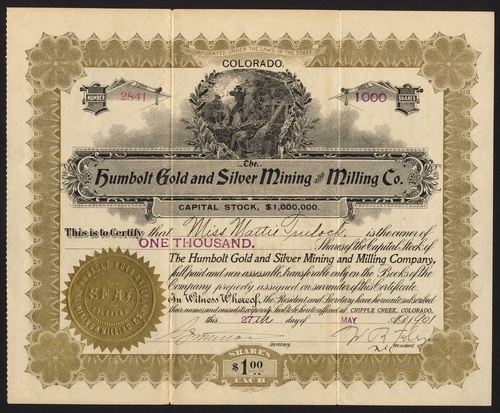 INCORPORATED UNDER THE LAWS OF THE STATE
COLORADO.
NUMBER 2841
1000 SHARES
..The..
Humbolt Gold and Silver Mining and Milling Co.
CAPITAL STOCK, $1,000,000.
This is to Certify that Miss Mattie is the owner of
ONE THOUSAND. Shares of the Capital Stock of
The Humbolt Gold and Silver Mining and Milling Company,
full paid and non-assessable, transferable only on the Books of the
Company properly assigned on surrender of this Certificate.
In Witness Whereof, the President and Secretary have hereunto subscribed
their names and caused its corporate Seal to be hereto affixed at CRIPPLE CREEK, COLORADO,
this 27th day of MAY A.D. 1901
Secretary.
President
SHARES
$1.00
EACH